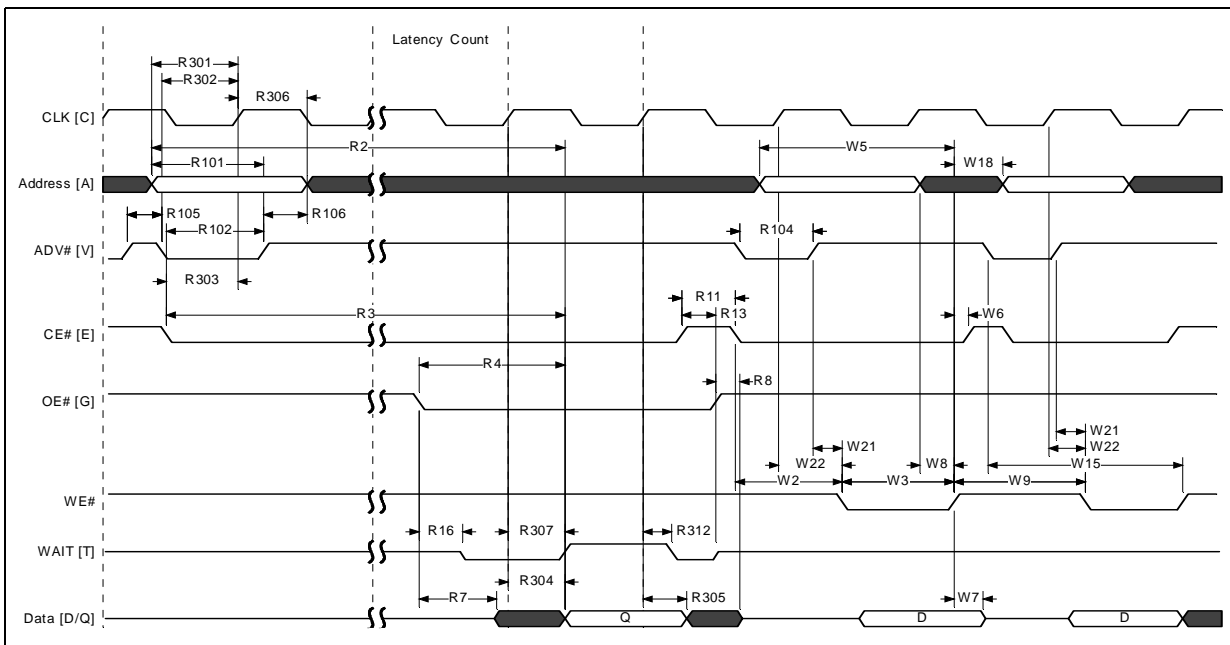 Latency Count
R301
R302
R306
CLK [C]
R2
W5
R101
W18
Address [A]
R105
R106
R102
R104
ADV# [V]
R303
R11
R3
R13
W6
CE# [E]
R4
R8
OE# [G]
W21
W21
W22
W22
W8
W15
W2
W3
W9
WE#
R16
R307
R312
WAIT [T]
R304
R7
R305
W7
Data [D/Q]
Q
D
D